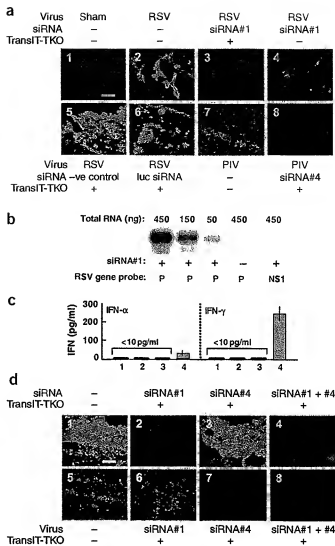 a
Virus Sham RSV RSV RSV
siRNA – – siRNA#1 siRNA#1
TransIT-TKO – – + –
1 2 3 4
5 6 7 8
Virus RSV RSV PIV PIV
siRNA –ve control luc siRNA – siRNA#4
TransIT-TKO + + – +
b
Total RNA (ng): 450 150 50 450 450
siRNA#1: + + + – +
RSV gene probe: P P P P NS1
c
IFN (pg/ml)
300
200
100
0
IFN-α IFN-γ
<10 pg/ml <10 pg/ml
1 2 3 4 1 2 3 4
d
siRNA – siRNA#1 siRNA#4 siRNA#1 + #4
TransIT-TKO – + + +
1 2 3 4
5 6 7 8
Virus – siRNA#1 siRNA#4 siRNA#1 + #4
TransIT-TKO – + + +